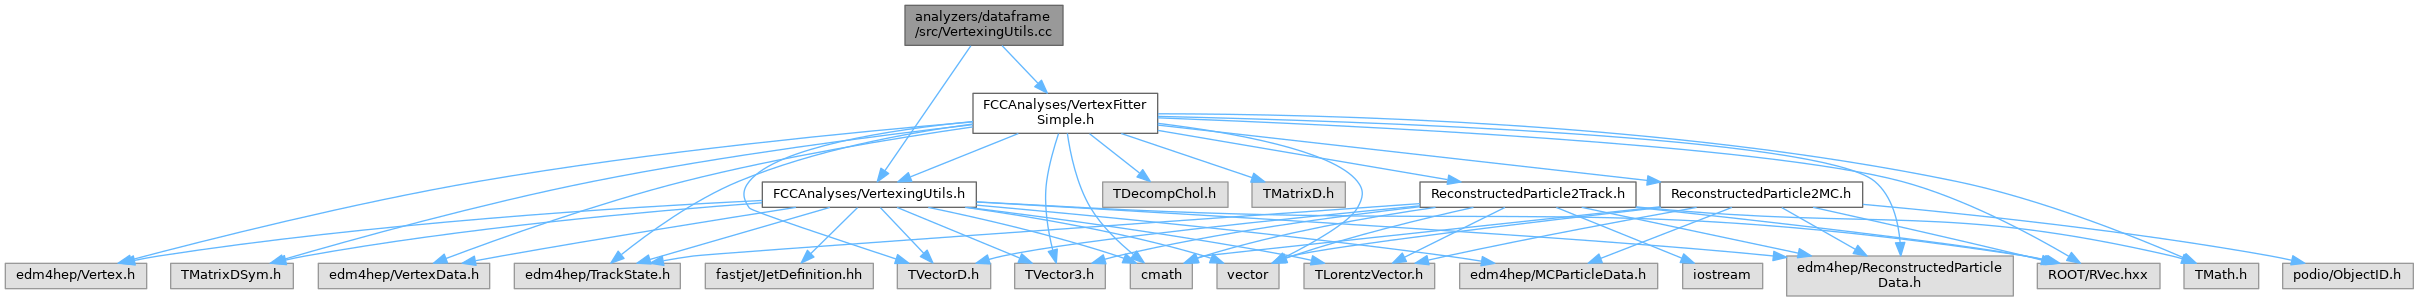 analyzers/dataframe
/src/VertexingUtils.cc
FCCAnalyses/VertexFitter
Simple.h
FCCAnalyses/VertexingUtils.h
TDecompChol.h
TMatrixD.h
ReconstructedParticle2Track.h
ReconstructedParticle2MC.h
edm4hep/Vertex.h
TMatrixDSym.h
edm4hep/VertexData.h
edm4hep/TrackState.h
fastjet/JetDefinition.hh
TVectorD.h
TVector3.h
cmath
vector
TLorentzVector.h
edm4hep/MCParticleData.h
iostream
edm4hep/ReconstructedParticle
Data.h
ROOT/RVec.hxx
TMath.h
podio/ObjectID.h